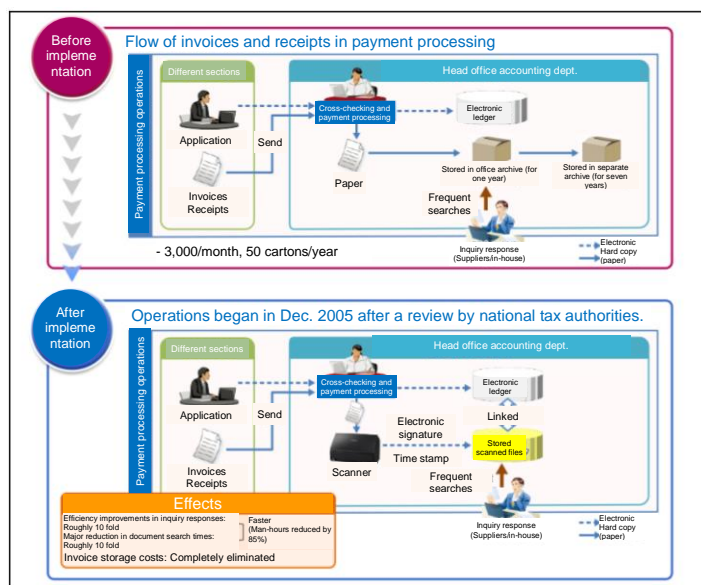 Before
impleme
ntation
Flow of invoices and receipts in payment processing
Payment processing operations
Different sections
Head office accounting dept.
Application
Send
Invoices
Receipts
Cross-checking and
payment processing
Electronic
ledger
Paper
Stored in office archive (for
one year)
Stored in separate
archive (for seven
years)
Frequent
searches
Inquiry response
(Suppliers/in-house)
Electronic
Hard copy
(paper)
- 3,000/month, 50 cartons/year
After
impleme
ntation
Operations began in Dec. 2005 after a review by national tax authorities.
Payment processing operations
Different sections
Head office accounting dept.
Application
Send
Invoices
Receipts
Cross-checking and
payment processing
Electronic
ledger
Linked
Scanner
Electronic
signature
Time stamp
Stored
scanned files
Frequent
searches
Inquiry response
(Suppliers/in-house)
Electronic
Hard copy
(paper)
Effects
Efficiency improvements in inquiry responses:
Roughly 10 fold
Major reduction in document search times:
Roughly 10 fold
Faster
(Man-hours reduced by
85%)
Invoice storage costs: Completely eliminated